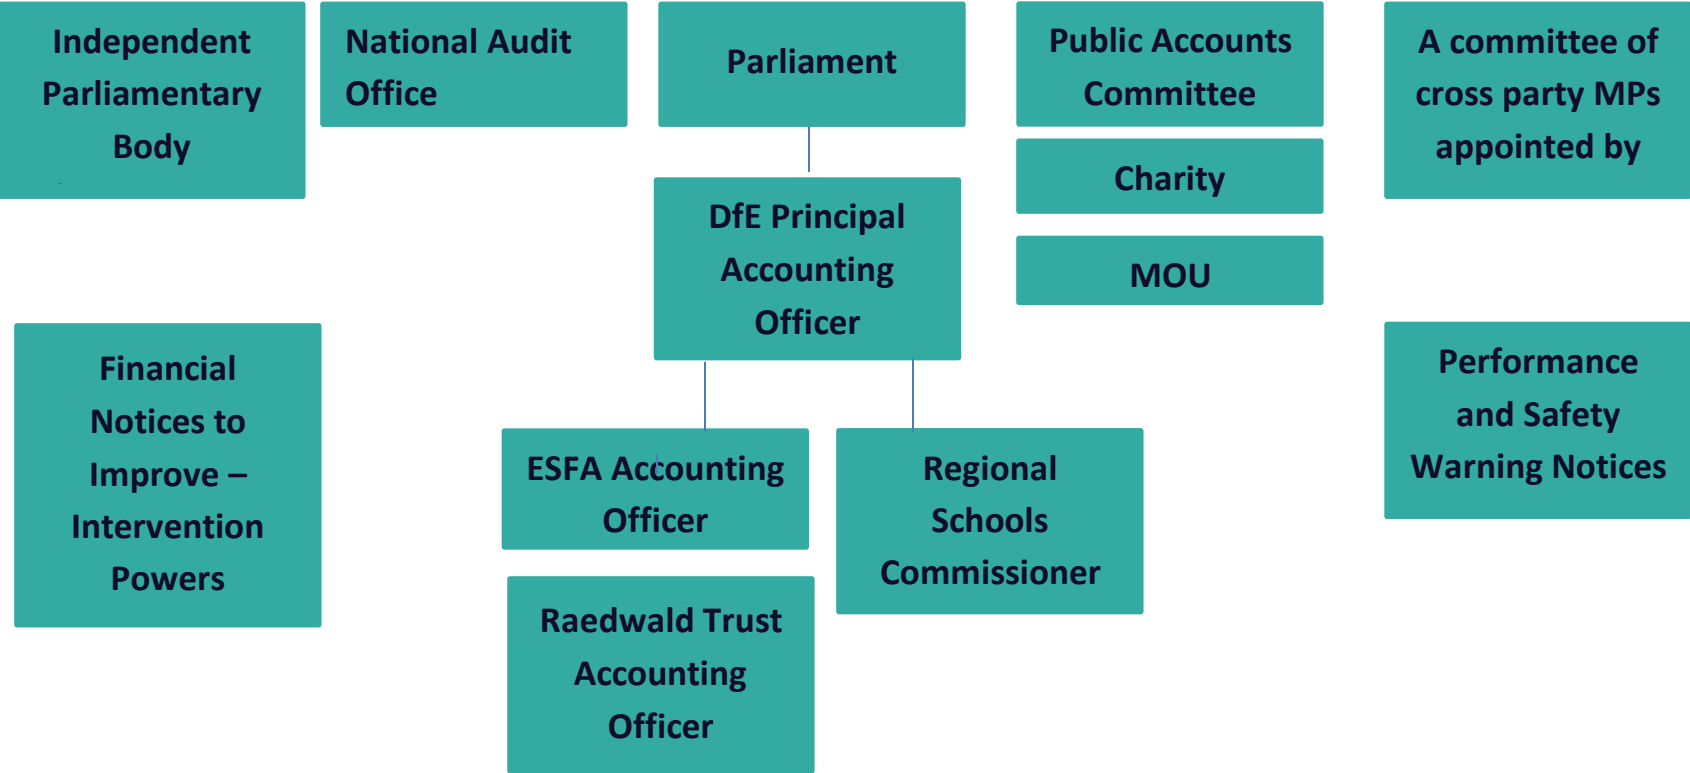 Independent
Parliamentary
Body
National Audit
Office
Parliament
Public Accounts
Committee
A committee of
cross party MPs
appointed by
Charity
MOU
DfE Principal
Accounting
Officer
Financial
Notices to
Improve –
Intervention
Powers
Performance
and Safety
Warning Notices
ESFA Accounting
Officer
Regional
Schools
Commissioner
Raedwald Trust
Accounting
Officer